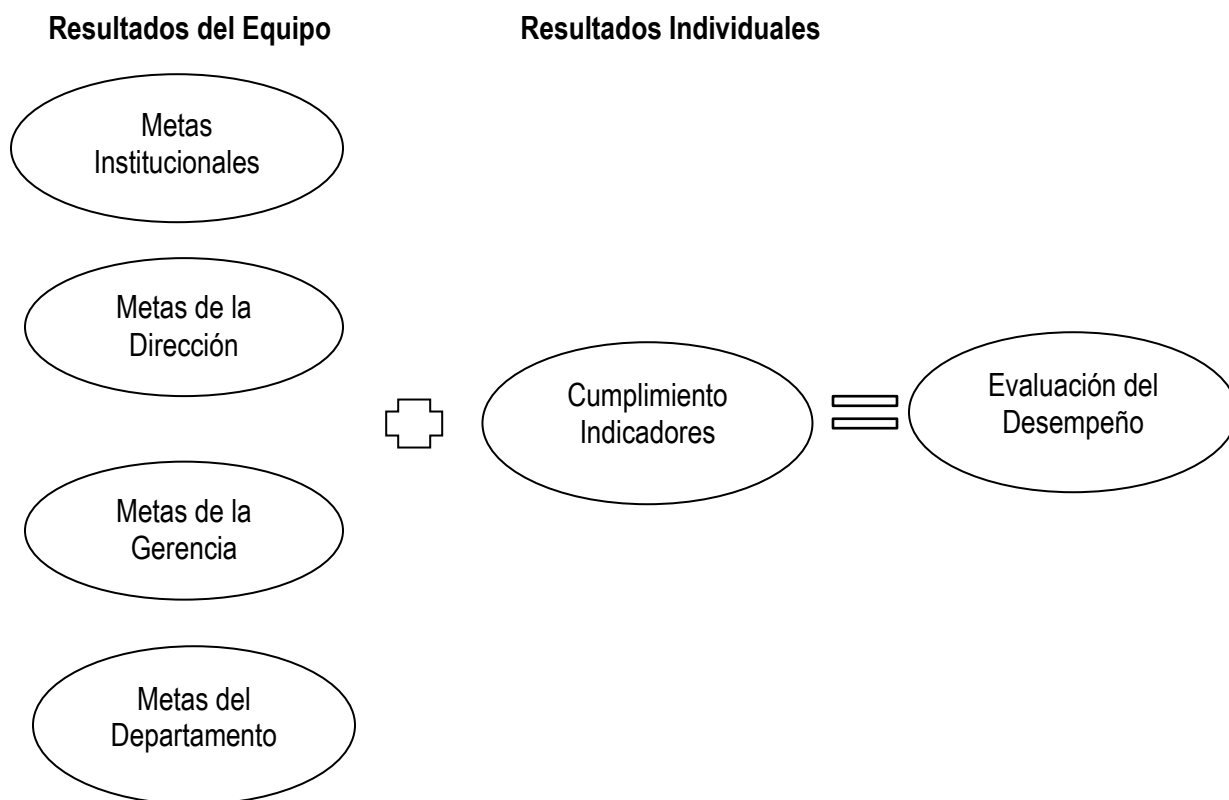 Resultados del Equipo
Resultados Individuales
Metas
Institucionales
Metas de la
Dirección
Cumplimiento
Indicadores
Evaluación del
Desempeño
Metas de la
Gerencia
Metas del
Departamento